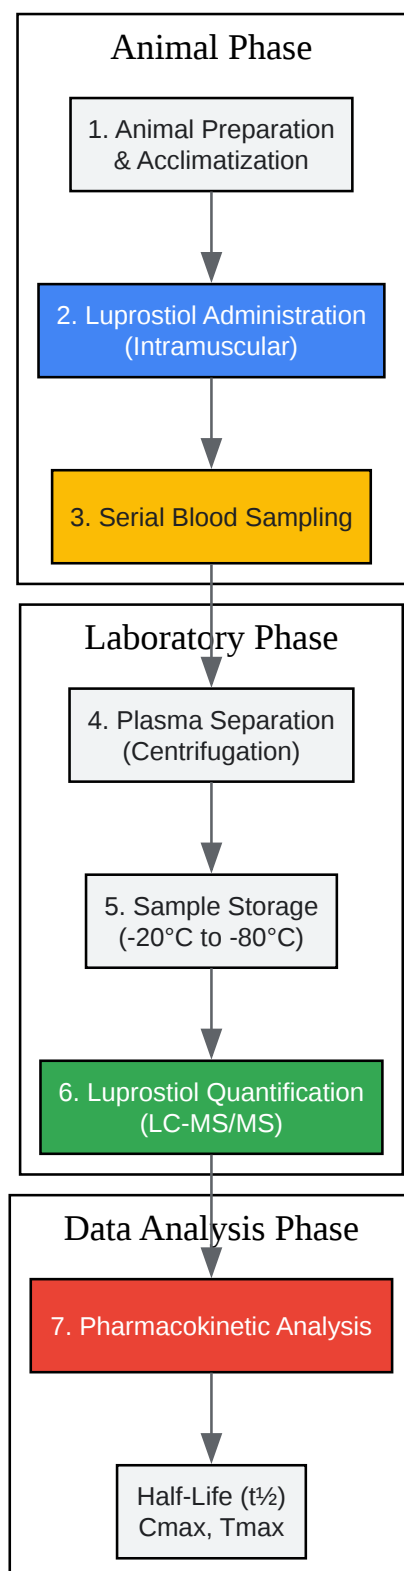 Animal Phase
1. Animal Preparation
& Acclimatization
2. Luprostiol Administration
(Intramuscular)
3. Serial Blood Sampling
Laboratory Phase
4. Plasma Separation
(Centrifugation)
5. Sample Storage
(-20°C to -80°C)
6. Luprostiol Quantification
(LC-MS/MS)
Data Analysis Phase
7. Pharmacokinetic Analysis
Half-Life (t½)
Cmax, Tmax